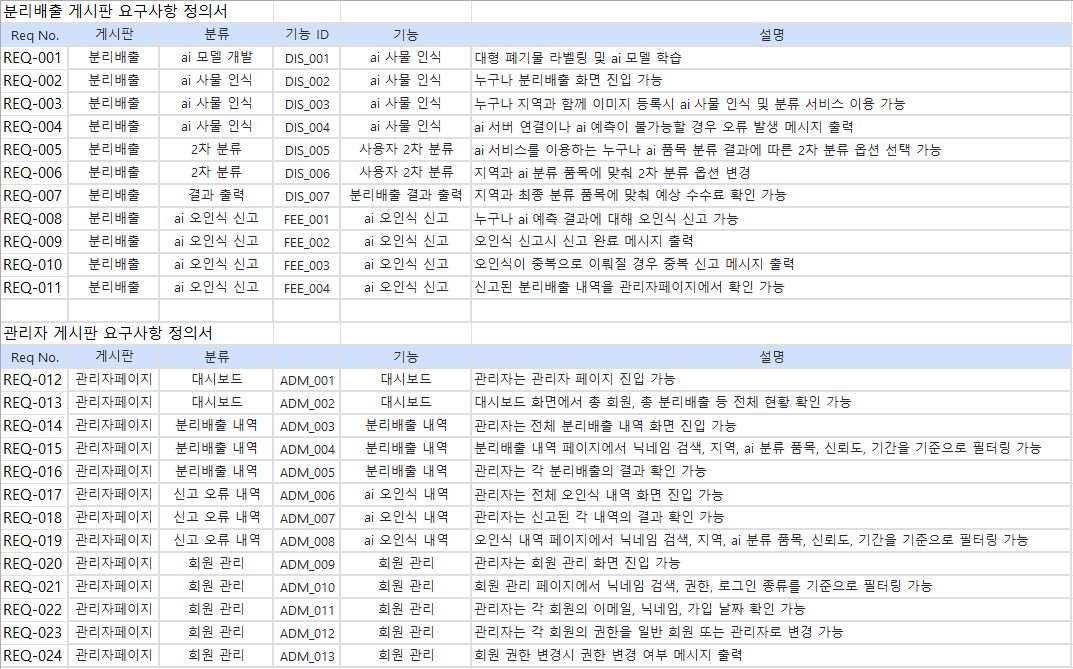 분리배출 게시판 요구사항 정의서
Req No. 게시판 분류 기능 ID 기능 설명
REQ-001 분리배출 ai 모델 개발 DIS_001 ai 사물 인식 대형 폐기물 라벨링 및 ai 모델 학습
REQ-002 분리배출 ai 사물 인식 DIS_002 ai 사물 인식 누구나 분리배출 화면 진입 가능
REQ-003 분리배출 ai 사물 인식 DIS_003 ai 사물 인식 누구나 지역과 함께 이미지 등록시 ai 사물 인식 및 분류 서비스 이용 가능
REQ-004 분리배출 ai 사물 인식 DIS_004 ai 사물 인식 ai 서버 연결이나 ai 예측이 불가능할 경우 오류 발생 메시지 출력
REQ-005 분리배출 2차 분류 DIS_005 사용자 2차 분류 ai 서비스를 이용하는 누구나 ai 품목 분류 결과에 따른 2차 분류 옵션 선택 가능
REQ-006 분리배출 2차 분류 DIS_006 사용자 2차 분류 지역과 ai 분류 품목에 맞춰 2차 분류 옵션 변경
REQ-007 분리배출 결과 출력 DIS_007 분리배출 결과 출력 지역과 최종 분류 품목에 맞춰 예상 수수료 확인 가능
REQ-008 분리배출 ai 오인식 신고 FEE_001 ai 오인식 신고 누구나 ai 예측 결과에 대해 오인식 신고 가능
REQ-009 분리배출 ai 오인식 신고 FEE_002 ai 오인식 신고 오인식 신고시 신고 완료 메시지 출력
REQ-010 분리배출 ai 오인식 신고 FEE_003 ai 오인식 신고 오인식이 중복으로 이뤄질 경우 중복 신고 메시지 출력
REQ-011 분리배출 ai 오인식 신고 FEE_004 ai 오인식 신고 신고된 분리배출 내역을 관리자페이지에서 확인 가능
관리자 게시판 요구사항 정의서
Req No. 게시판 분류 기능 설명
REQ-012 관리자페이지 대시보드 ADM_001 대시보드 관리자는 관리자 페이지 진입 가능
REQ-013 관리자페이지 대시보드 ADM_002 대시보드 대시보드 화면에서 총 회원, 총 분리배출 등 전체 현황 확인 가능
REQ-014 관리자페이지 분리배출 내역 ADM_003 분리배출 내역 관리자는 전체 분리배출 내역 화면 진입 가능
REQ-015 관리자페이지 분리배출 내역 ADM_004 분리배출 내역 분리배출 내역 페이지에서 닉네임 검색, 지역, ai 분류 품목, 신뢰도, 기간을 기준으로 필터링 가능
REQ-016 관리자페이지 분리배출 내역 ADM_005 분리배출 내역 관리자는 각 분리배출의 결과 확인 가능
REQ-017 관리자페이지 신고 오류 내역 ADM_006 ai 오인식 내역 관리자는 전체 오인식 내역 화면 진입 가능
REQ-018 관리자페이지 신고 오류 내역 ADM_007 ai 오인식 내역 관리자는 신고된 각 내역의 결과 확인 가능
REQ-019 관리자페이지 신고 오류 내역 ADM_008 ai 오인식 내역 오인식 내역 페이지에서 닉네임 검색, 지역, ai 분류 품목, 신뢰도, 기간을 기준으로 필터링 가능
REQ-020 관리자페이지 회원 관리 ADM_009 회원 관리 관리자는 회원 관리 화면 진입 가능
REQ-021 관리자페이지 회원 관리 ADM_010 회원 관리 회원 관리 페이지에서 닉네임 검색, 권한, 로그인 종류를 기준으로 필터링 가능
REQ-022 관리자페이지 회원 관리 ADM_011 회원 관리 관리자는 각 회원의 이메일, 닉네임, 가입 날짜 확인 가능
REQ-023 관리자페이지 회원 관리 ADM_012 회원 관리 관리자는 각 회원의 권한을 일반 회원 또는 관리자로 변경 가능
REQ-024 관리자페이지 회원 관리 ADM_013 회원 관리 회원 권한 변경시 권한 변경 여부 메시지 출력